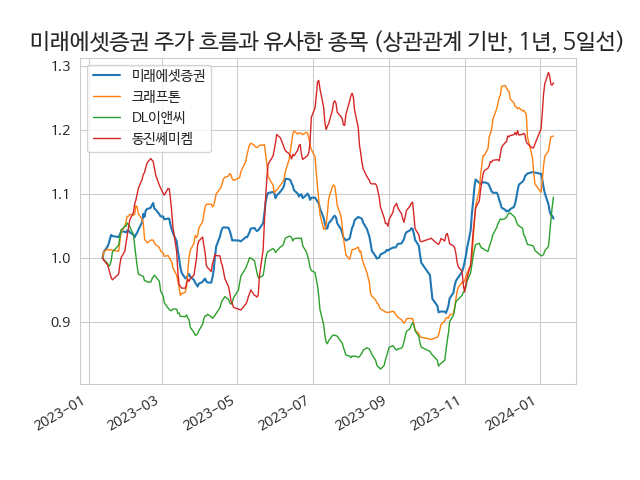 미래에셋증권 주가 흐름과 유사한 종목 (상관관계 기반, 1년, 5일선)
미래에셋증권
크래프톤
DL이앤씨
동진쎄미켐
1.3
1.2
1.1
1.0
0.9
2023-01
2023-03
2023-05
2023-07
2023-09
2023-11
2024-01